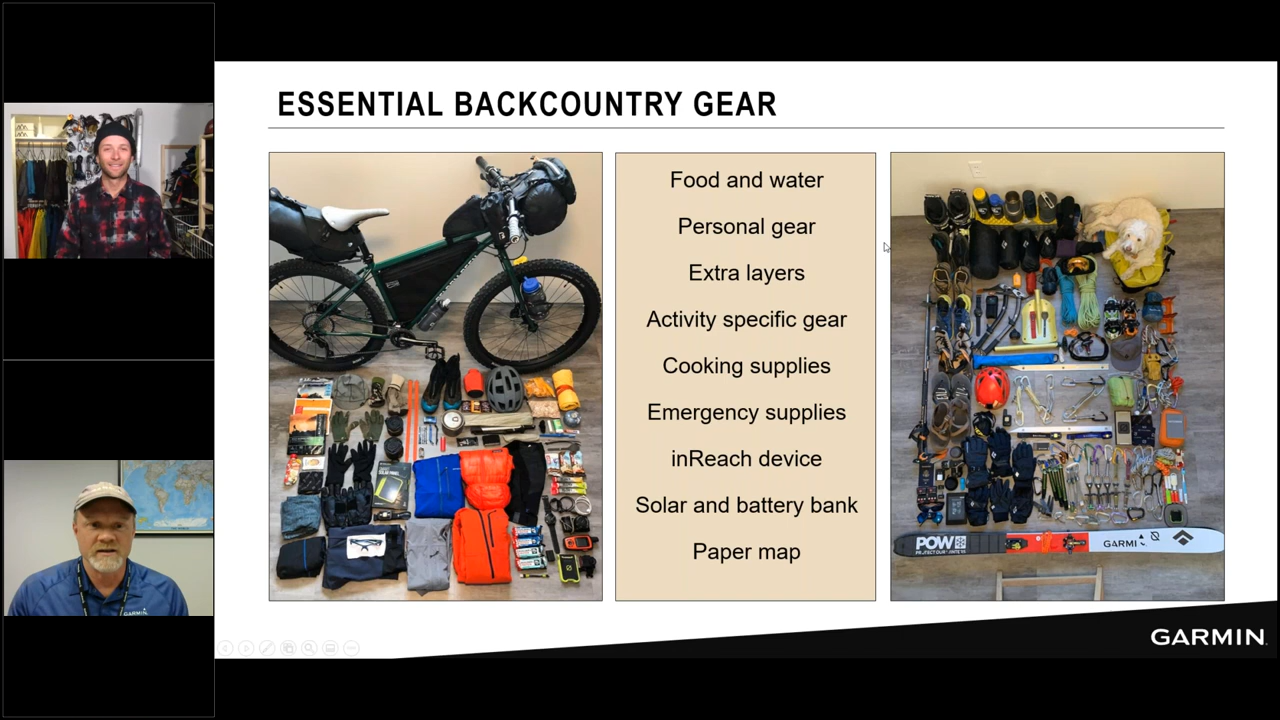 ESSENTIAL BACKCOUNTRY GEAR
Food and water
Personal gear
Extra layers
Activity specific gear
Cooking supplies
Emergency supplies
inReach device
Solar and battery bank
Paper map
POW
GARMI
GARMIN
GARMIN